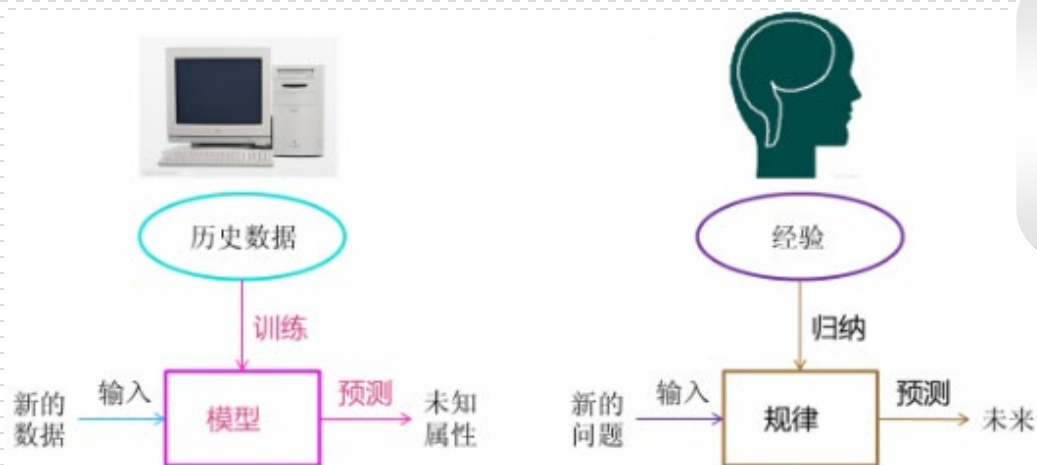 历史数据
训练
新的
数据
输入
模型
预测
未知
属性
经验
归纳
新的
问题
输入
规律
预测
未来